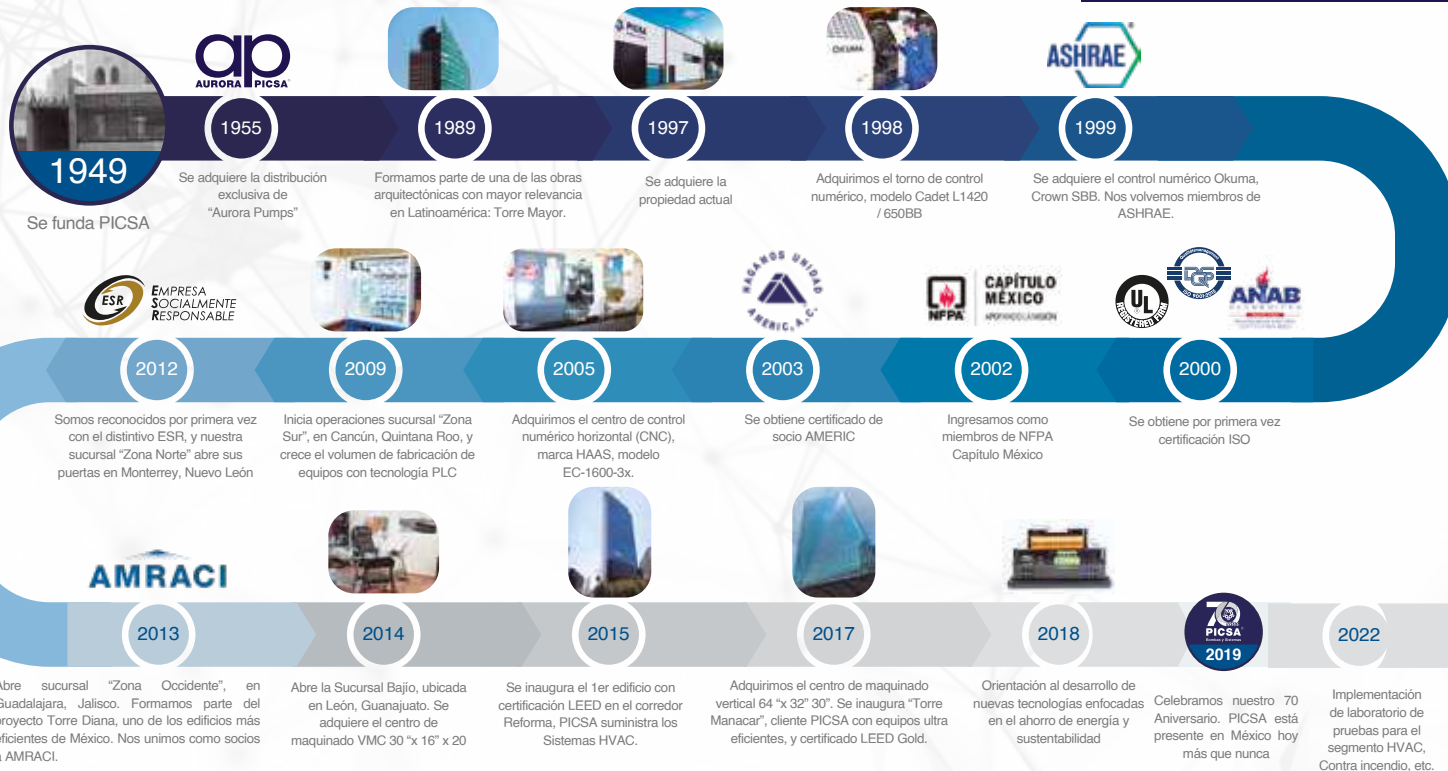 ap
AURORA PICSA
PICSA
OKUMA
ASHRAE
1949
1955
1989
1997
1998
1999
Se funda PICSA
Se adquiere la distribución
exclusiva de
“Aurora Pumps”
Formamos parte de una de las obras
arquitectónicas con mayor relevancia
en Latinoamérica: Torre Mayor.
Se adquiere la
propiedad actual
Adquirimos el torno de control
numérico, modelo Cadet L1420
/ 650BB
Se adquiere el control numérico Okuma,
Crown SBB. Nos volvemos miembros de
ASHRAE.
ESR
EMPRESA
SOCIALMENTE
RESPONSABLE
HAGAMOS UNIDAD
AMERIC, A.C.
NFPA
CAPÍTULO
MÉXICO
UL
REGISTERED FIRM
DQS
ISO 9001:2015
ANAB
ACCREDITED
2012
2009
2005
2003
2002
2000
Somos reconocidos por primera vez
con el distintivo ESR, y nuestra
sucursal “Zona Norte” abre sus
puertas en Monterrey, Nuevo León
Inicia operaciones sucursal “Zona
Sur”, en Cancún, Quintana Roo, y
crece el volumen de fabricación de
equipos con tecnología PLC
Adquirimos el centro de control
numérico horizontal (CNC),
marca HAAS, modelo
EC-1600-3x.
Se obtiene certificado de
socio AMERIC
Ingresamos como
miembros de NFPA
Capítulo México
Se obtiene por primera vez
certificación ISO
AMRACI
2013
2014
2015
2017
2018
70
PICSA
Bombas y Sistemas
2019
2022
Abre sucursal “Zona Occidente”, en
Guadalajara, Jalisco. Formamos parte del
proyecto Torre Diana, uno de los edificios más
eficientes de México. Nos unimos como socios
a AMRACI.
Abre la Sucursal Bajío, ubicada
en León, Guanajuato. Se
adquiere el centro de
maquinado VMC 30 “x 16” x 20
Se inaugura el 1er edificio con
certificación LEED en el corredor
Reforma, PICSA suministra los
Sistemas HVAC.
Adquirimos el centro de maquinado
vertical 64 “x 32” 30”. Se inaugura “Torre
Manacar”, cliente PICSA con equipos ultra
eficientes, y certificado LEED Gold.
Orientación al desarrollo de
nuevas tecnologías enfocadas
en el ahorro de energía y
sustentabilidad
Celebramos nuestro 70
Aniversario. PICSA está
presente en México hoy
más que nunca
Implementación
de laboratorio de
pruebas para el
segmento HVAC,
Contra incendio, etc.